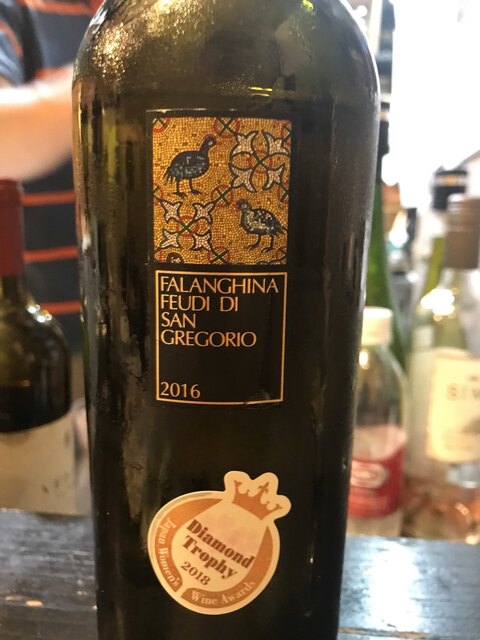 FALANGHINA
FEUDI DI
SAN
GREGORIO
2016
Diamond
Trophy
2018
Japan Women's
Wine Awards